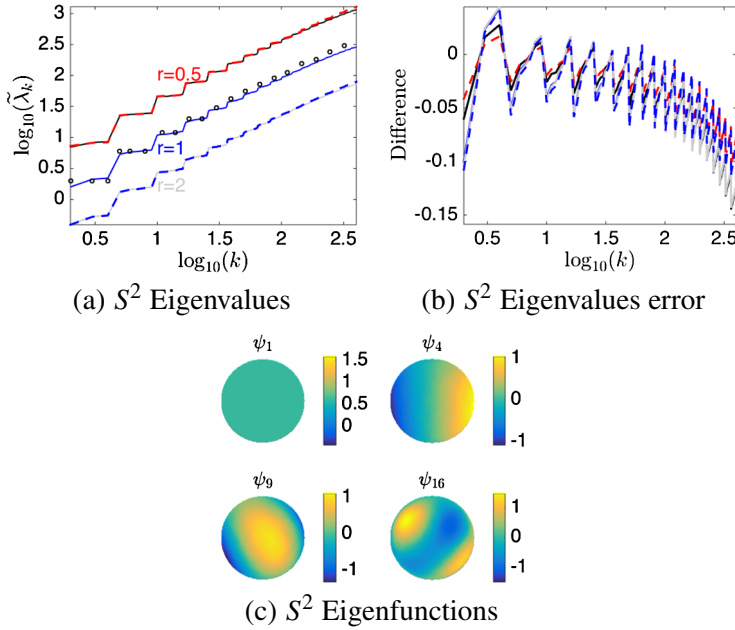 3
2.5
2
1.5
1
0.5
0
log₁₀(λ̃ₖ)
r=0.5
r=1
r=2
0.5 1 1.5 2 2.5
log₁₀(k)
(a) S² Eigenvalues
0
-0.05
-0.1
-0.15
Difference
0.5 1 1.5 2 2.5
log₁₀(k)
(b) S² Eigenvalues error
ψ₁
1.5
1
0.5
0
ψ₄
1
0
-1
ψ₉
1
0
-1
ψ₁₆
1
0
-1
(c) S² Eigenfunctions